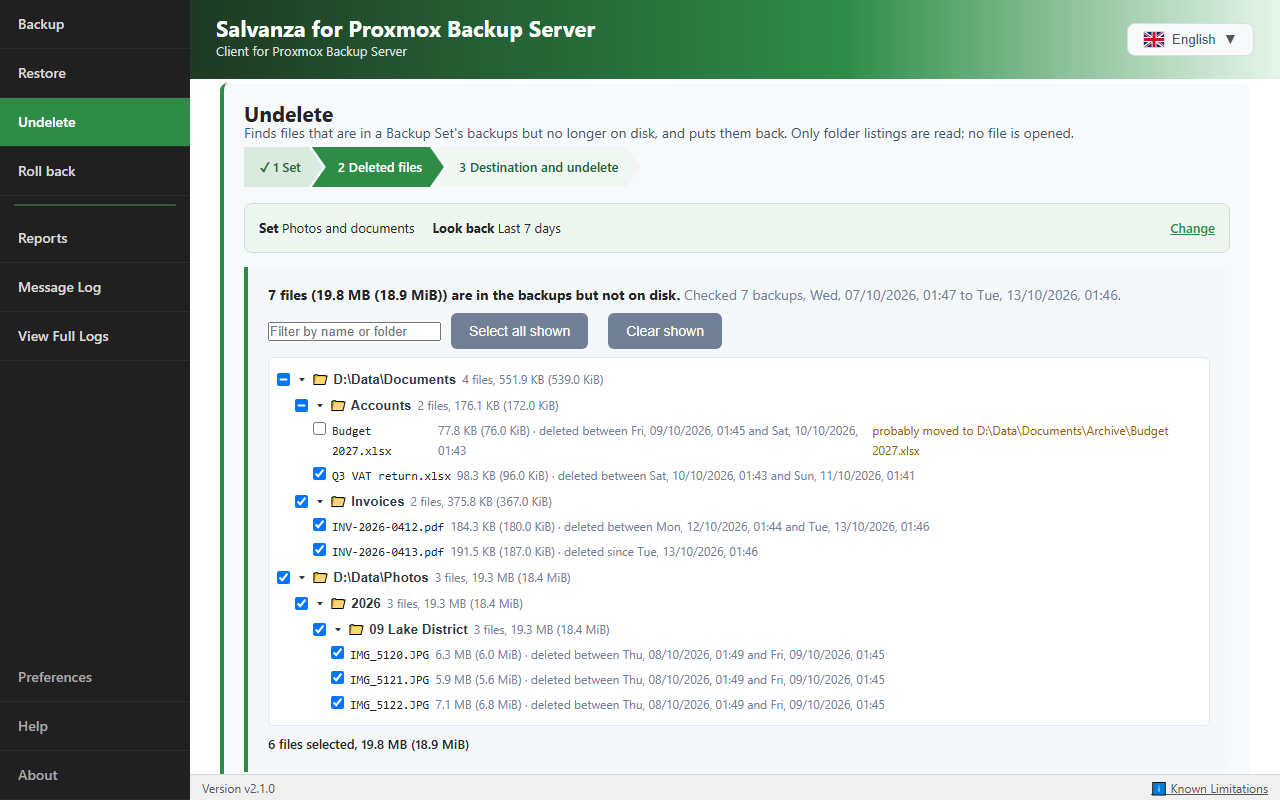 Backup
Restore
Undelete
Roll back
Reports
Message Log
View Full Logs
Preferences
Help
About
Salvanza for Proxmox Backup Server
Client for Proxmox Backup Server
English ▼
Undelete
Finds files that are in a Backup Set's backups but no longer on disk, and puts them back. Only folder listings are read; no file is opened.
✓ 1 Set
2 Deleted files
3 Destination and undelete
Set Photos and documents Look back Last 7 days
Change
7 files (19.8 MB (18.9 MiB)) are in the backups but not on disk. Checked 7 backups, Wed, 07/10/2026, 01:47 to Tue, 13/10/2026, 01:46.
Filter by name or folder
Select all shown
Clear shown
D:\Data\Documents 4 files, 551.9 KB (539.0 KiB)
Accounts 2 files, 176.1 KB (172.0 KiB)
Budget 2027.xlsx
77.8 KB (76.0 KiB) · deleted between Fri, 09/10/2026, 01:45 and Sat, 10/10/2026, 01:43
probably moved to D:\Data\Documents\Archive\Budget 2027.xlsx
Q3 VAT return.xlsx 98.3 KB (96.0 KiB) · deleted between Sat, 10/10/2026, 01:43 and Sun, 11/10/2026, 01:41
Invoices 2 files, 375.8 KB (367.0 KiB)
INV-2026-0412.pdf 184.3 KB (180.0 KiB) · deleted between Mon, 12/10/2026, 01:44 and Tue, 13/10/2026, 01:46
INV-2026-0413.pdf 191.5 KB (187.0 KiB) · deleted since Tue, 13/10/2026, 01:46
D:\Data\Photos 3 files, 19.3 MB (18.4 MiB)
2026 3 files, 19.3 MB (18.4 MiB)
09 Lake District 3 files, 19.3 MB (18.4 MiB)
IMG_5120.JPG 6.3 MB (6.0 MiB) · deleted between Thu, 08/10/2026, 01:49 and Fri, 09/10/2026, 01:45
IMG_5121.JPG 5.9 MB (5.6 MiB) · deleted between Thu, 08/10/2026, 01:49 and Fri, 09/10/2026, 01:45
IMG_5122.JPG 7.1 MB (6.8 MiB) · deleted between Thu, 08/10/2026, 01:49 and Fri, 09/10/2026, 01:45
6 files selected, 19.8 MB (18.9 MiB)
Version v2.1.0
Known Limitations